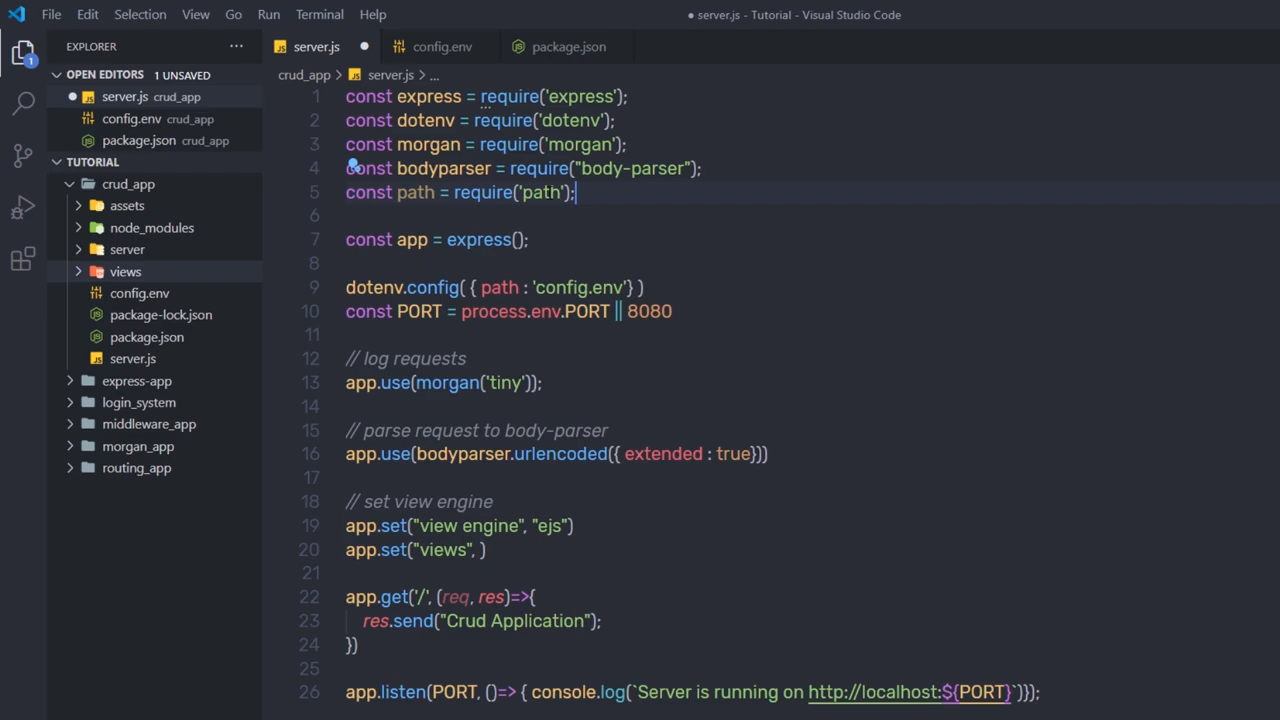 File Edit Selection View Go Run Terminal Help
● server.js - Tutorial - Visual Studio Code
EXPLORER ...
1
OPEN EDITORS 1 UNSAVED
JS server.js crud_app
config.env crud_app
package.json crud_app
TUTORIAL
crud_app
assets
node_modules
server
views
config.env
package-lock.json
package.json
JS server.js
express-app
login_system
middleware_app
morgan_app
routing_app
JS server.js ● config.env package.json
crud_app > JS server.js > ...
1 const express = require('express');
2 const dotenv = require('dotenv');
3 const morgan = require('morgan');
4 const bodyparser = require("body-parser");
5 const path = require('path');
6
7 const app = express();
8
9 dotenv.config( { path : 'config.env'} )
10 const PORT = process.env.PORT || 8080
11
12 // log requests
13 app.use(morgan('tiny'));
14
15 // parse request to body-parser
16 app.use(bodyparser.urlencoded({ extended : true}))
17
18 // set view engine
19 app.set("view engine", "ejs")
20 app.set("views", )
21
22 app.get('/', (req, res)=>{
23 res.send("Crud Application");
24 })
25
26 app.listen(PORT, ()=> { console.log(`Server is running on http://localhost:${PORT}`)});